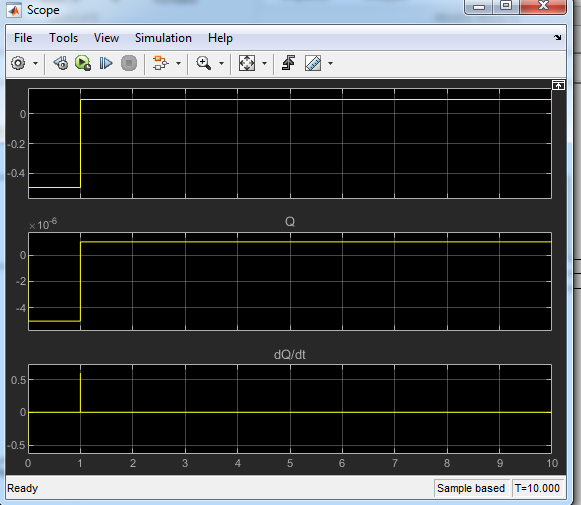 Scope
File Tools View Simulation Help
0
-0.2
-0.4
×10-6
Q
0
-2
-4
dQ/dt
0.5
0
-0.5
0 1 2 3 4 5 6 7 8 9 10
Ready
Sample based T=10.000